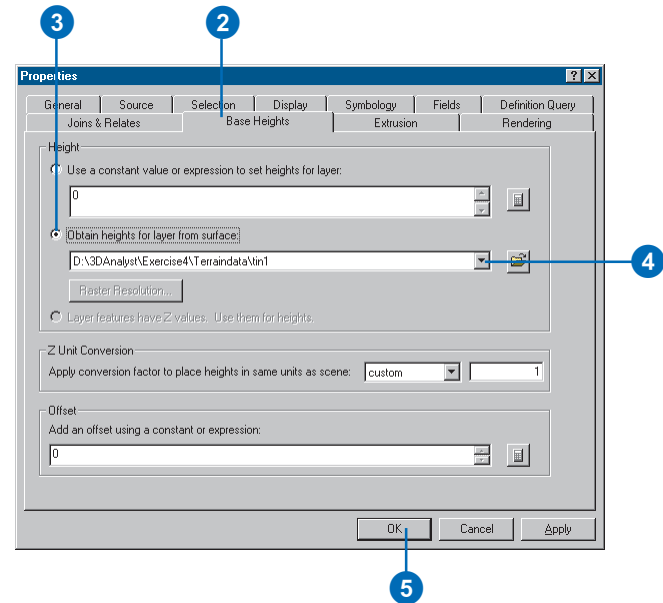 3
2
Properties
?
General Source Selection Display Symbology Fields Definition Query
Joins & Relates Base Heights Extrusion Rendering
Height
Use a constant value or expression to set heights for layer:
0
Obtain heights for layer from surface:
D:\3DAnalyst\Exercise4\Terraindata\tin1
4
Raster Resolution...
Layer features have Z values. Use them for heights.
Z Unit Conversion
Apply conversion factor to place heights in same units as scene: custom 1
Offset
Add an offset using a constant or expression:
0
OK Cancel Apply
5